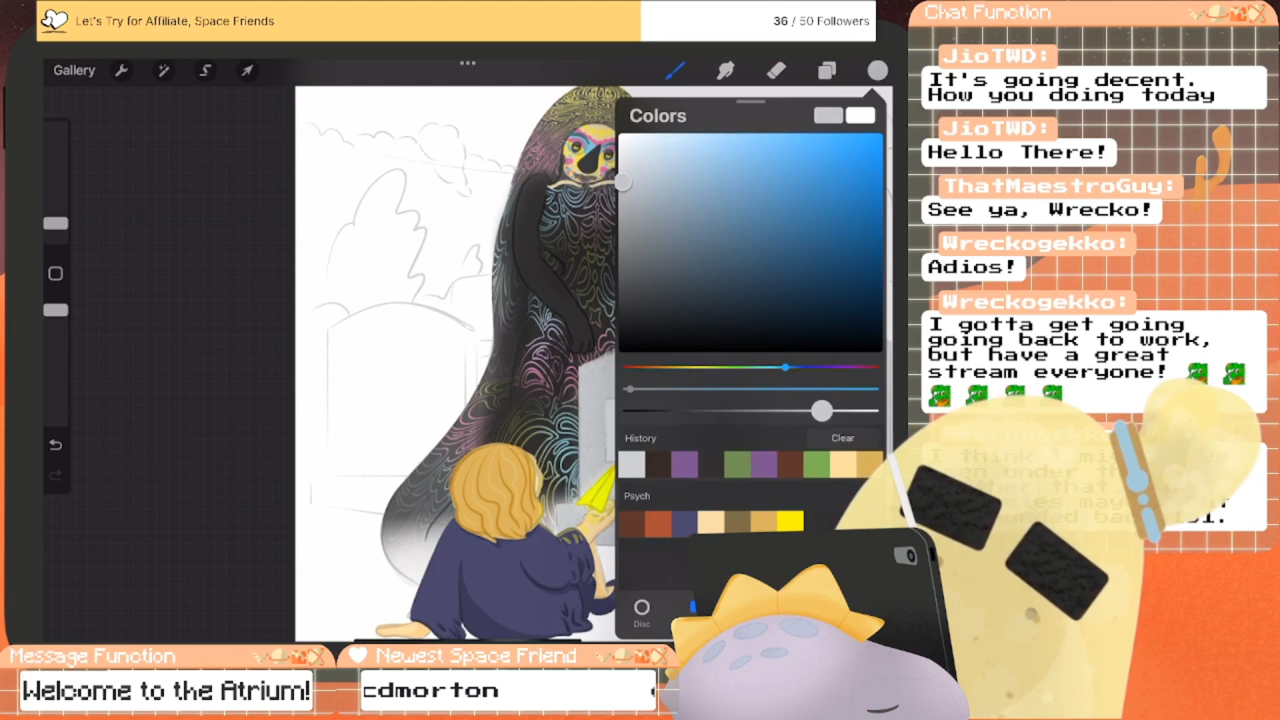 Let's Try for Affiliate, Space Friends
36 / 50 Followers
Gallery
Colors
History
Clear
Psych
Disc
Chat Function
JioTWD:
It's going decent.
How you doing today
JioTWD:
Hello There!
ThatMaestroGuy:
See ya, Wrecko!
Wreckogekko:
Adios!
Wreckogekko:
I gotta get going
going back to work,
but have a great
stream everyone!
Message Function
Welcome to the Atrium!
Newest Space Friend
cdmorton